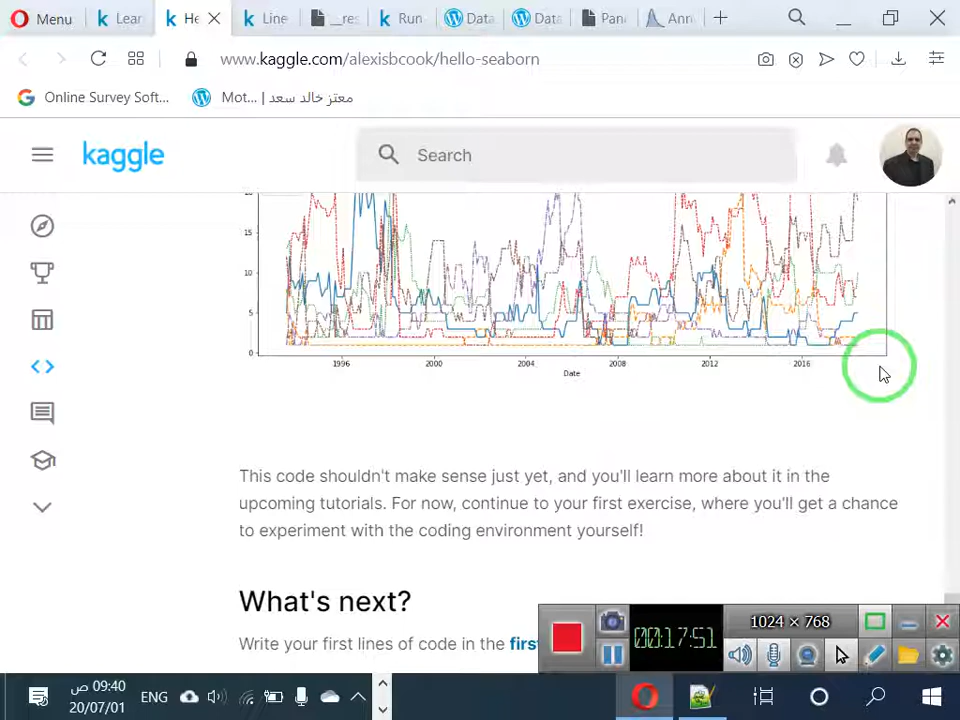 Menu
Lear
He
Line
__res
Run
Data
Data
Pand
Ann
www.kaggle.com/alexisbcook/hello-seaborn
Online Survey Soft...
Mot... | معتز خالد سعد
kaggle
Search
15
10
5
0
1996
2000
2004
2008
2012
2016
Date
This code shouldn't make sense just yet, and you'll learn more about it in the
upcoming tutorials. For now, continue to your first exercise, where you'll get a chance
to experiment with the coding environment yourself!
What's next?
Write your first lines of code in the firs
00:17:51
1024 × 768
09:40 ص
ENG
20/07/01